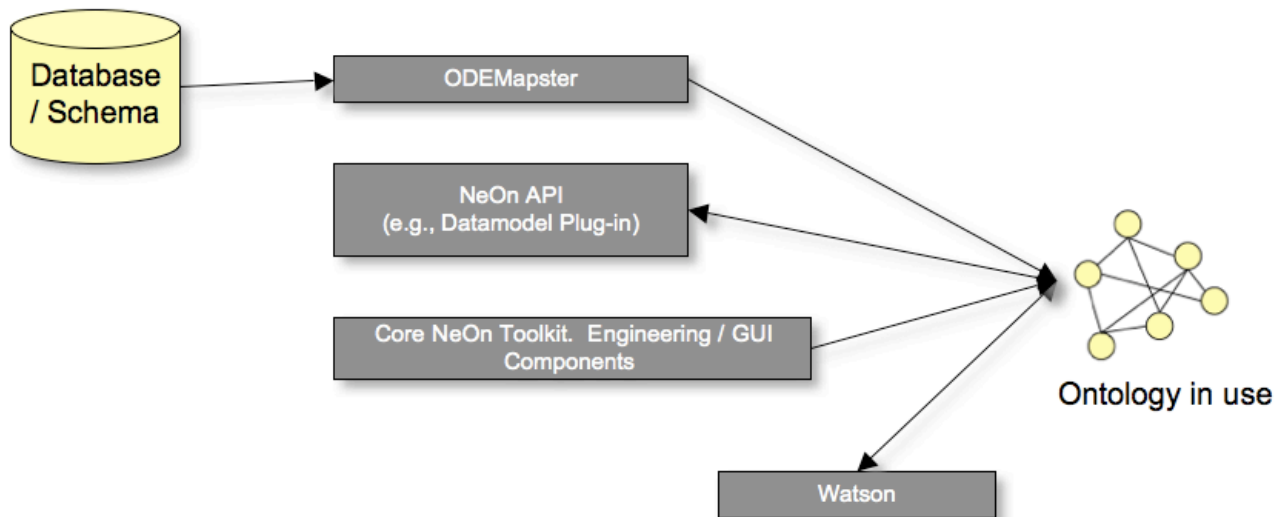 Database
/ Schema
ODEMapster
NeOn API
(e.g., Datamodel Plug-in)
Core NeOn Toolkit.  Engineering / GUI
Components
Ontology in use
Watson